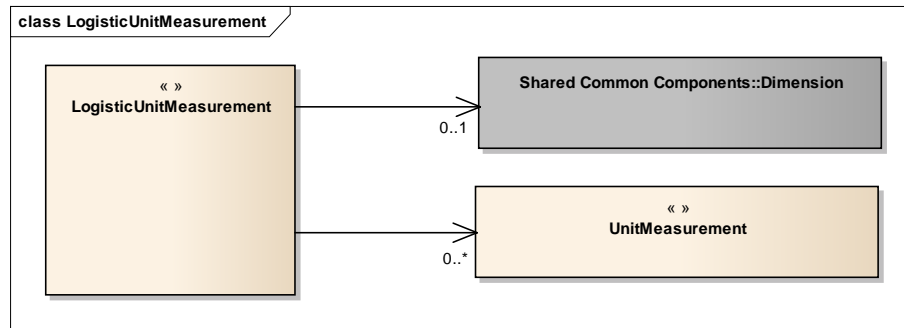 class LogisticUnitMeasurement
« »
LogisticUnitMeasurement
Shared Common Components::Dimension
0..1
« »
UnitMeasurement
0..*